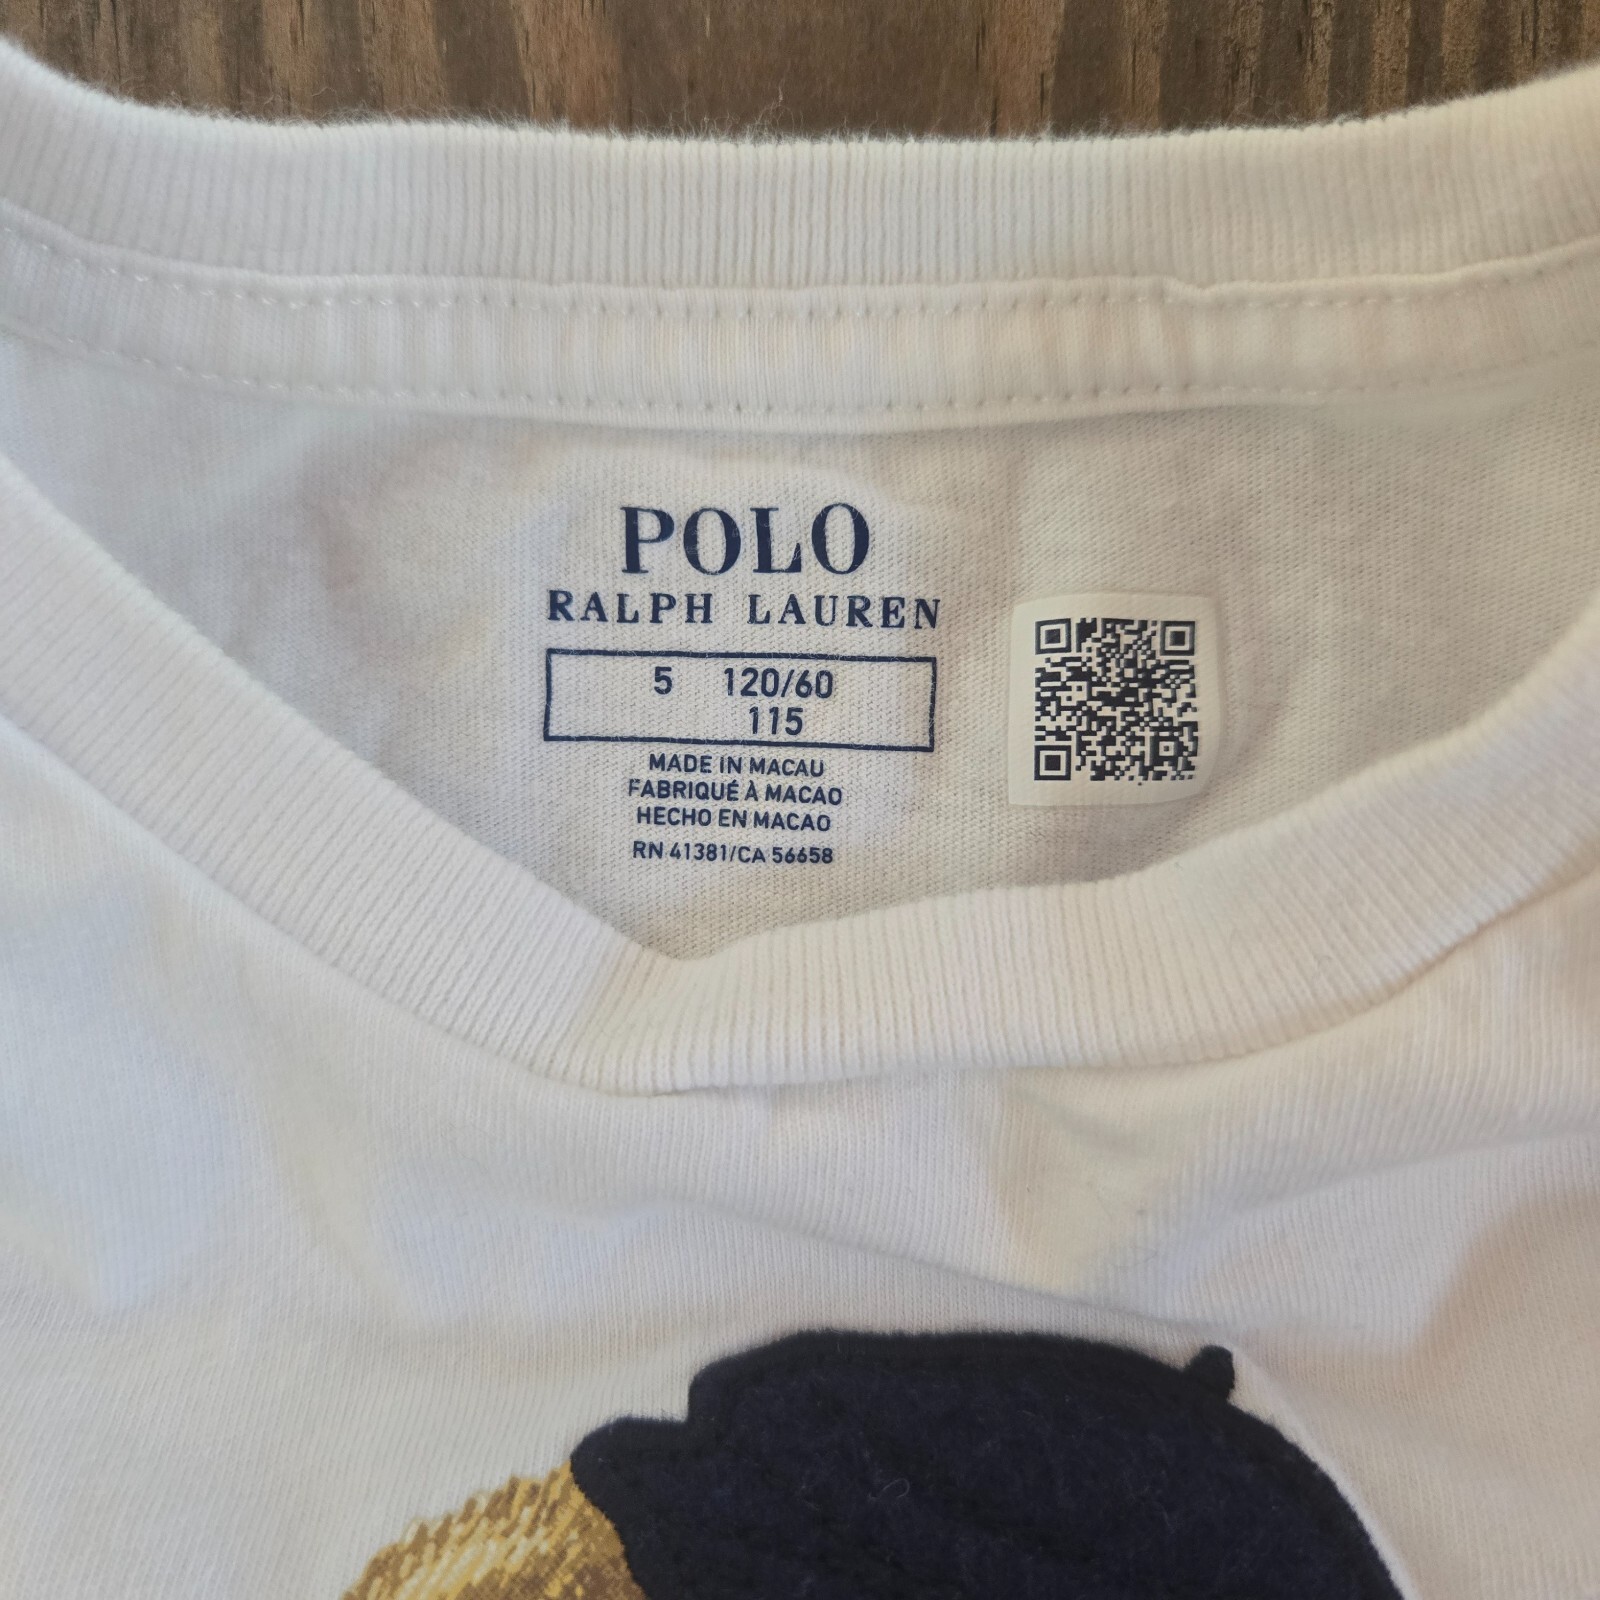 POLO
RALPH LAUREN
5 120/60
115
MADE IN MACAU
FABRIQUÉ À MACAO
HECHO EN MACAO
RN 41381/CA 56658